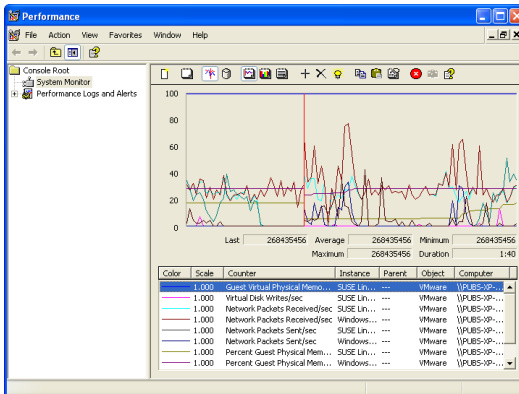 Performance
File Action View Favorites Window Help
Console Root
System Monitor
Performance Logs and Alerts
100
80
60
40
20
0
Last 268435456 Average 268435456 Minimum 268435456
Maximum 268435456 Duration 1:40
Color Scale Counter Instance Parent Object Computer
1.000 Guest Virtual Physical Memo... SUSE Lin... --- VMware \\PUBS-XP-...
1.000 Virtual Disk Writes/sec SUSE Lin... --- VMware \\PUBS-XP-...
1.000 Network Packets Received/sec SUSE Lin... --- VMware \\PUBS-XP-...
1.000 Network Packets Received/sec Windows... --- VMware \\PUBS-XP-...
1.000 Network Packets Sent/sec SUSE Lin... --- VMware \\PUBS-XP-...
1.000 Network Packets Sent/sec Windows... --- VMware \\PUBS-XP-...
1.000 Percent Guest Physical Mem... SUSE Lin... --- VMware \\PUBS-XP-...
1.000 Percent Guest Physical Mem... Windows... --- VMware \\PUBS-XP-...